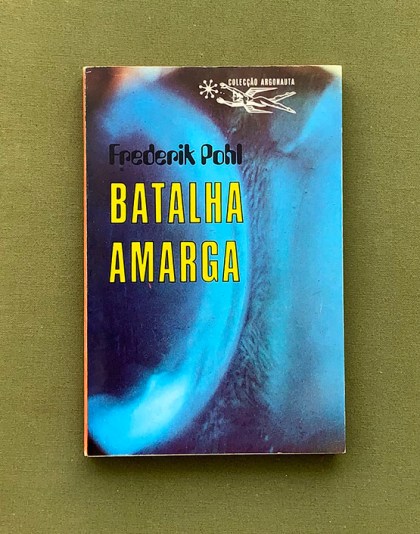 COLECÇÃO ARGONAUTA
Frederik Pohl
BATALHA
AMARGA